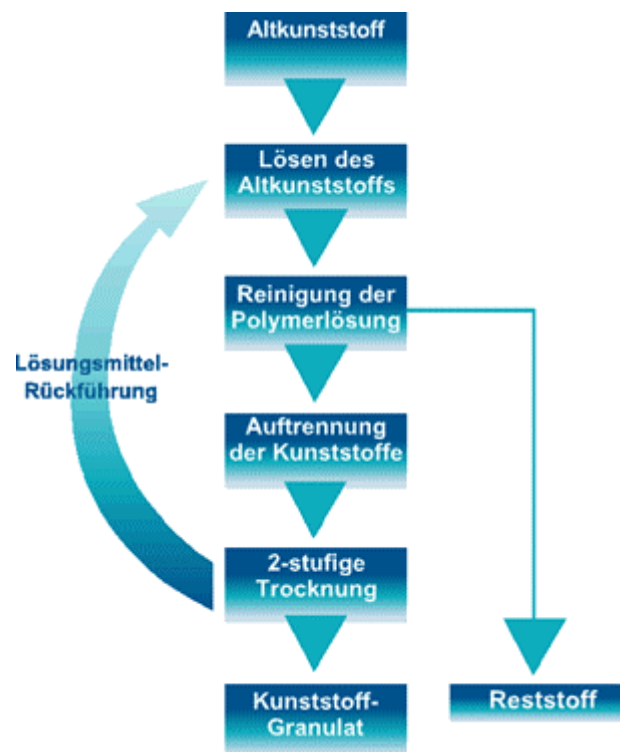 Altkunststoff
Lösen des
Altkunststoffs
Reinigung der
Polymerlösung
Lösungsmittel-
Rückführung
Auftrennung
der Kunststoffe
2-stufige
Trocknung
Kunststoff-
Granulat
Reststoff